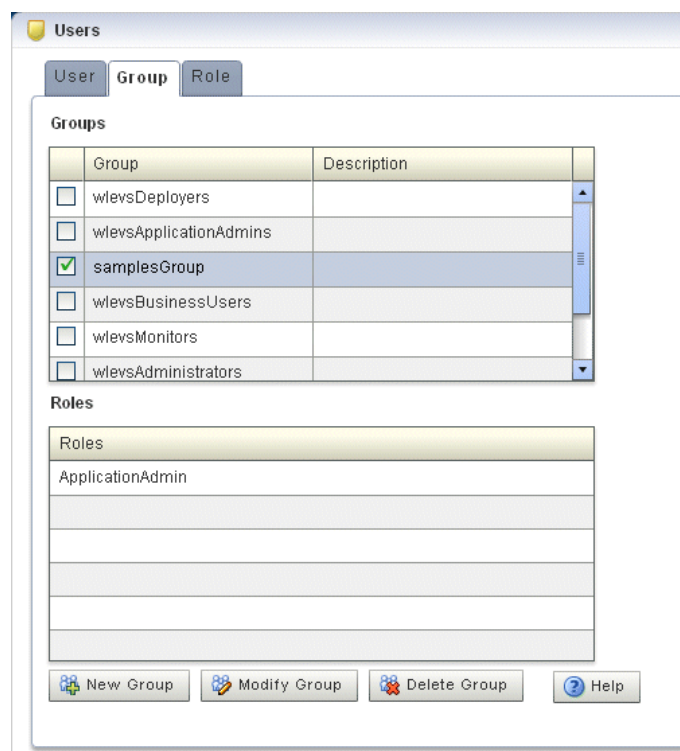 Users
User Group Role
Groups
Group Description
wlevsDeployers
wlevsApplicationAdmins
samplesGroup
wlevsBusinessUsers
wlevsMonitors
wlevsAdministrators
Roles
Roles
ApplicationAdmin
New Group Modify Group Delete Group Help